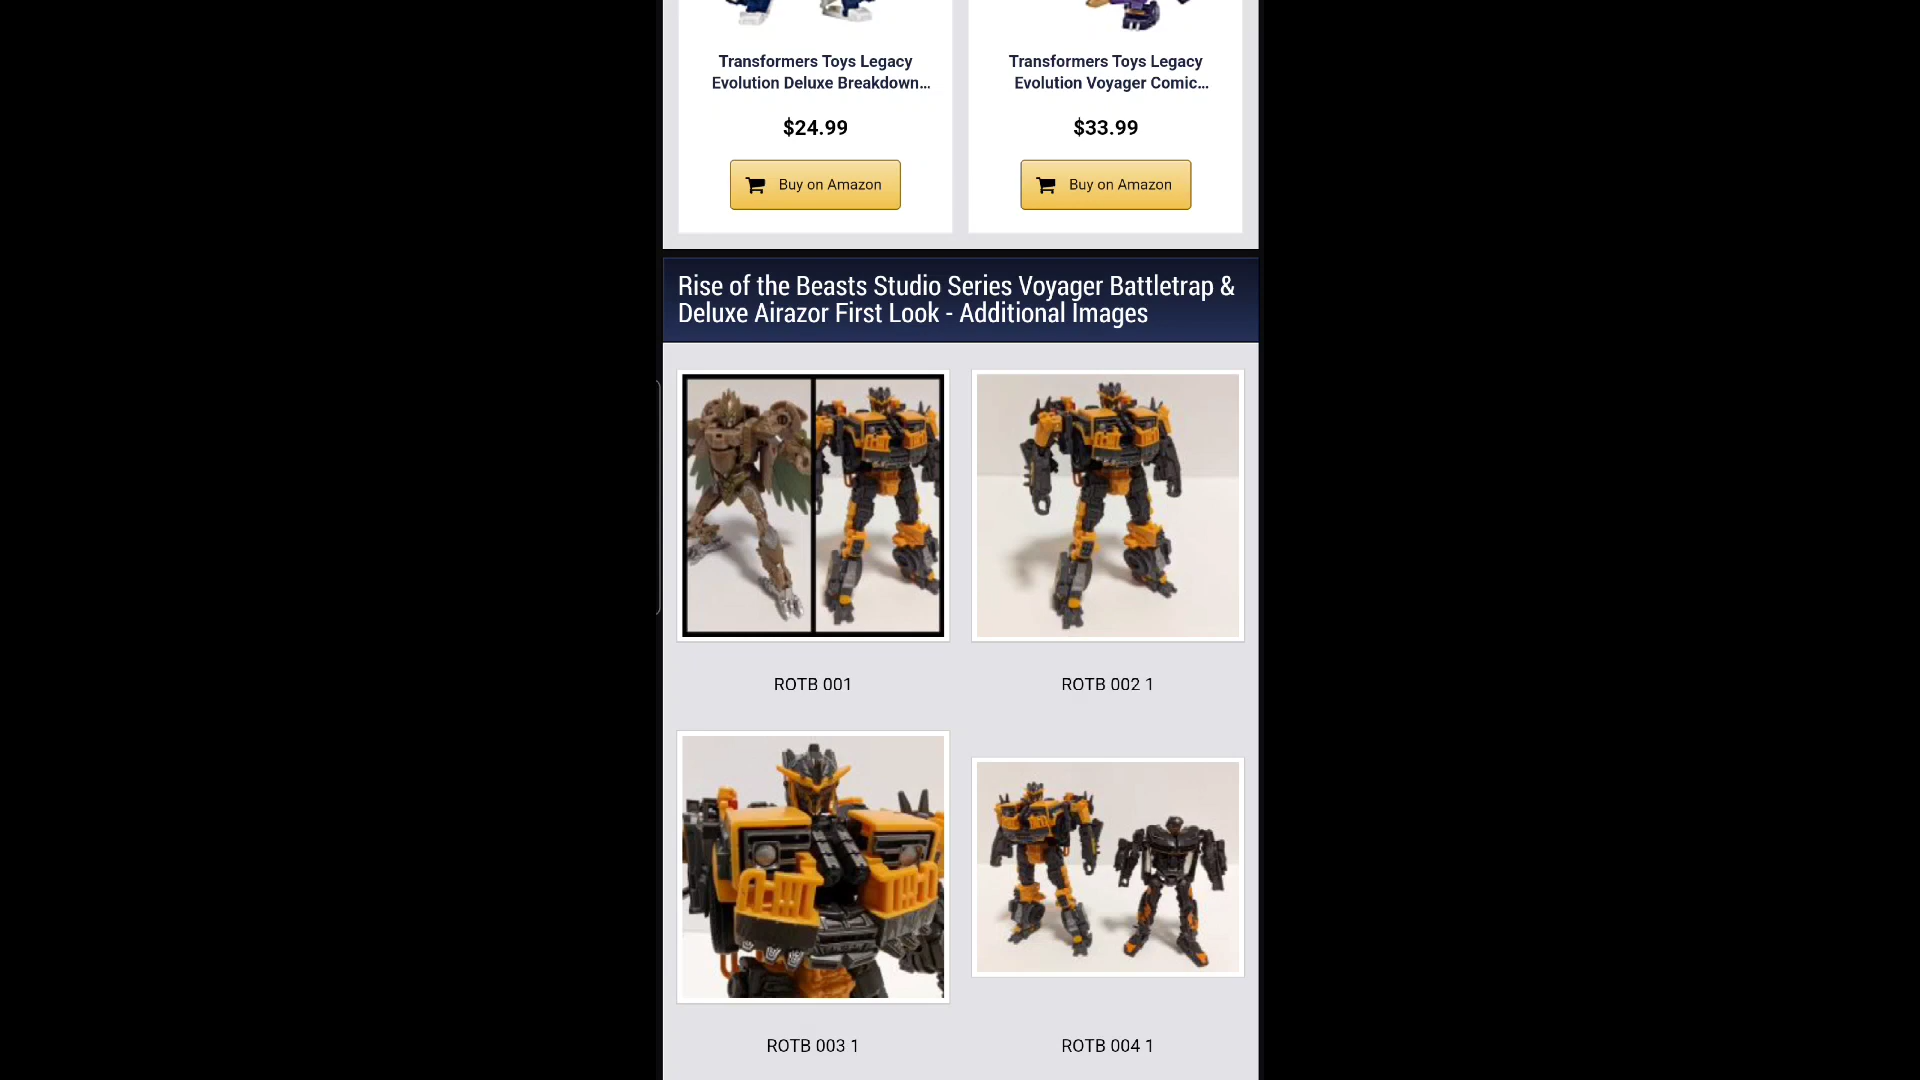 Transformers Toys Legacy
Evolution Deluxe Breakdown...
$24.99
Buy on Amazon
Transformers Toys Legacy
Evolution Voyager Comic...
$33.99
Buy on Amazon
Rise of the Beasts Studio Series Voyager Battletrap &
Deluxe Airazor First Look - Additional Images
ROTB 001
ROTB 002 1
ROTB 003 1
ROTB 004 1